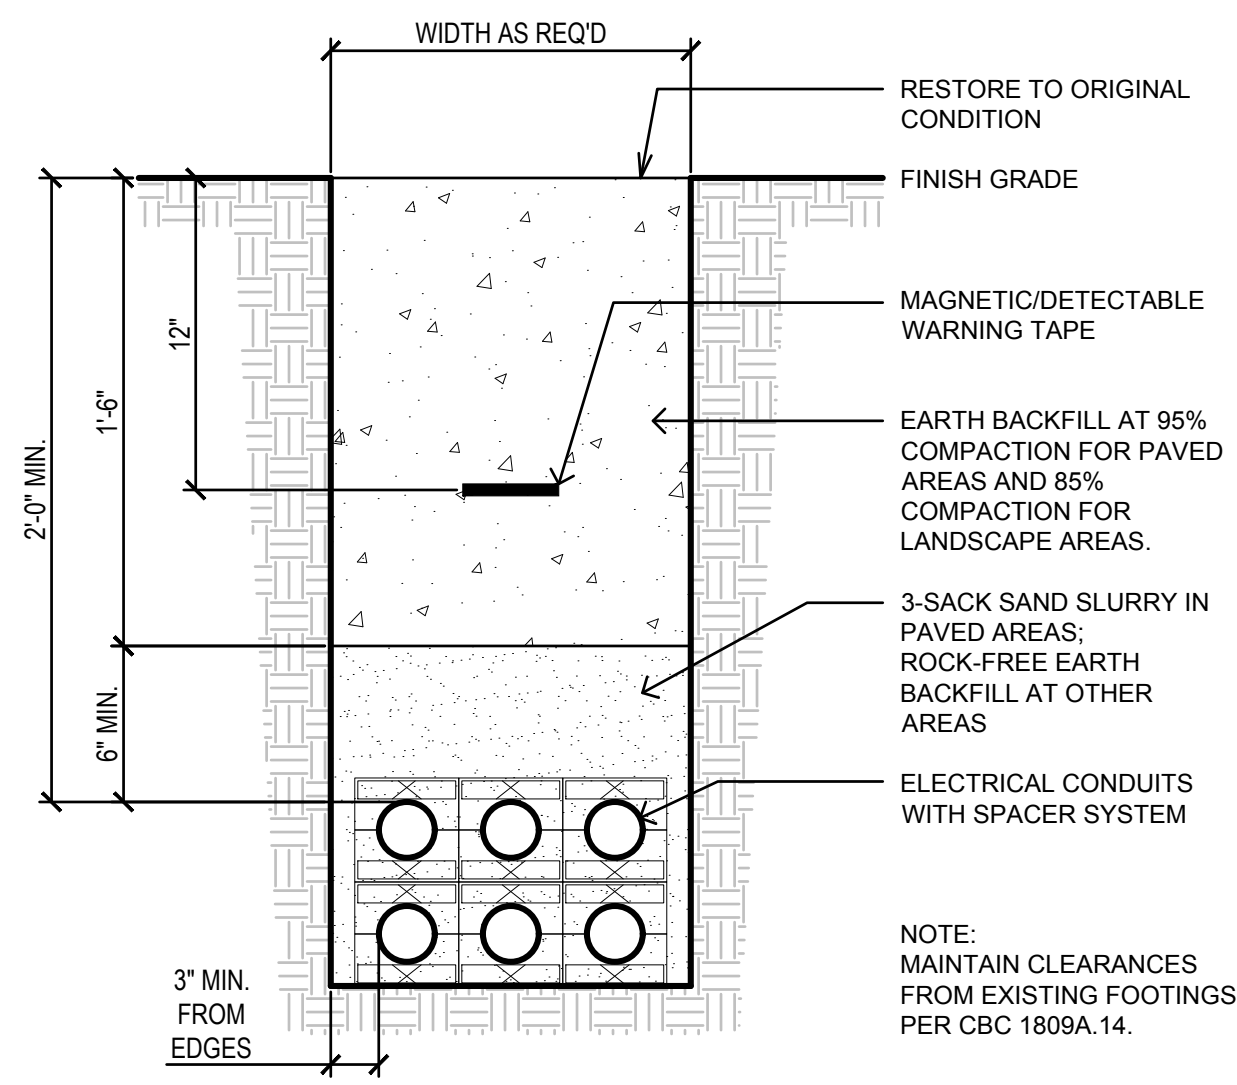 WIDTH AS REQ'D
RESTORE TO ORIGINAL
CONDITION
FINISH GRADE
MAGNETIC/DETECTABLE
WARNING TAPE
12"
1'-6"
2'-0" MIN.
EARTH BACKFILL AT 95%
COMPACTION FOR PAVED
AREAS AND 85%
COMPACTION FOR
LANDSCAPE AREAS.
3-SACK SAND SLURRY IN
PAVED AREAS;
ROCK-FREE EARTH
BACKFILL AT OTHER
AREAS
6" MIN.
ELECTRICAL CONDUITS
WITH SPACER SYSTEM
3" MIN.
FROM
EDGES
NOTE:
MAINTAIN CLEARANCES
FROM EXISTING FOOTINGS
PER CBC 1809A.14.